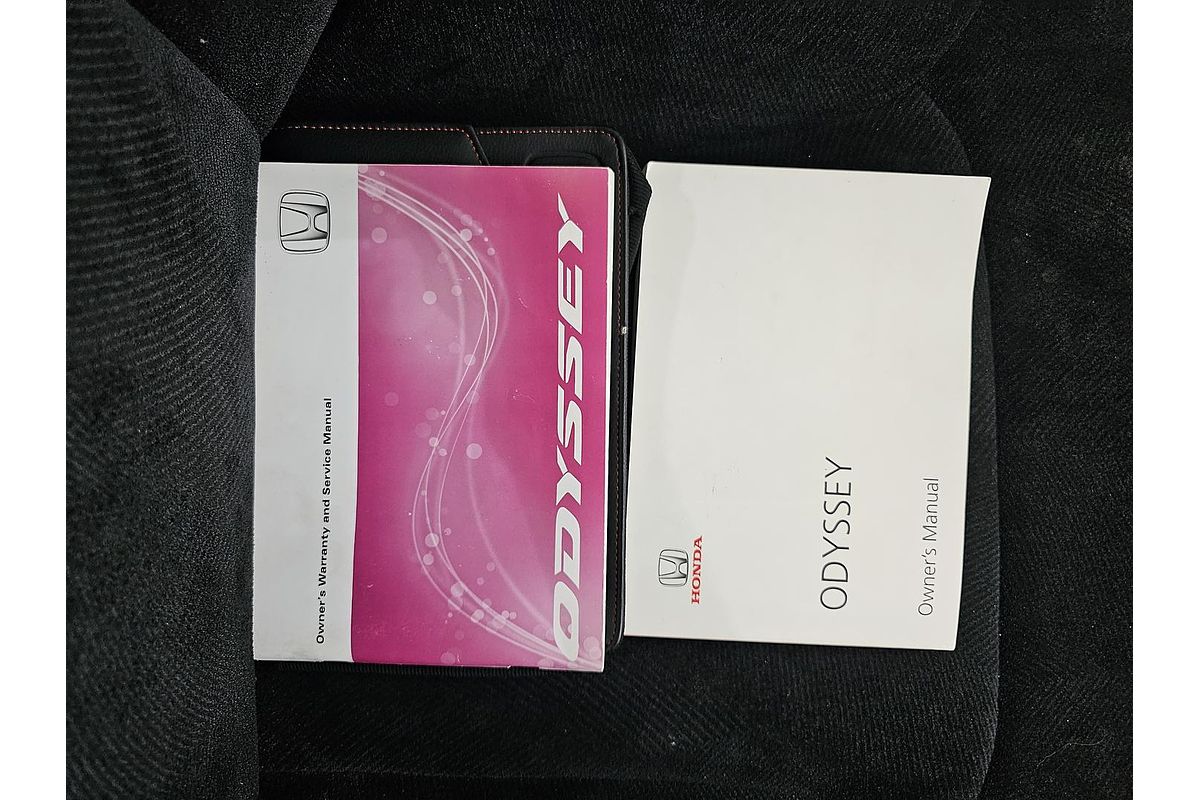 Owner's Warranty and Service Manual
ODYSSEY
HONDA
ODYSSEY
Owner's Manual